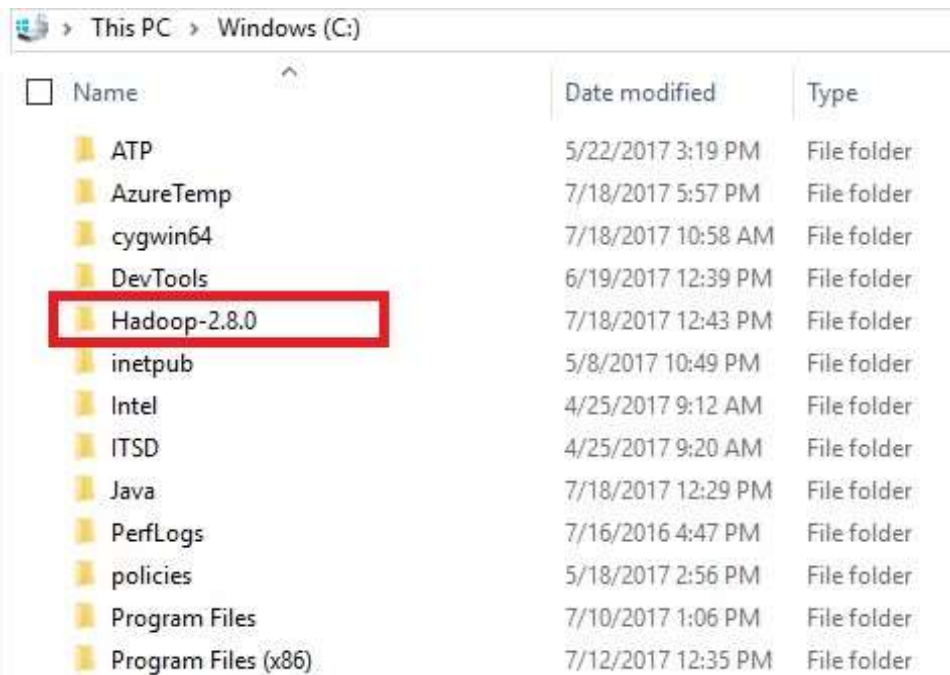 > This PC > Windows (C:)
Name Date modified Type
ATP 5/22/2017 3:19 PM File folder
AzureTemp 7/18/2017 5:57 PM File folder
cygwin64 7/18/2017 10:58 AM File folder
DevTools 6/19/2017 12:39 PM File folder
Hadoop-2.8.0 7/18/2017 12:43 PM File folder
inetpub 5/8/2017 10:49 PM File folder
Intel 4/25/2017 9:12 AM File folder
ITSD 4/25/2017 9:20 AM File folder
Java 7/18/2017 12:29 PM File folder
PerfLogs 7/16/2016 4:47 PM File folder
policies 5/18/2017 2:56 PM File folder
Program Files 7/10/2017 1:06 PM File folder
Program Files (x86) 7/12/2017 12:35 PM File folder